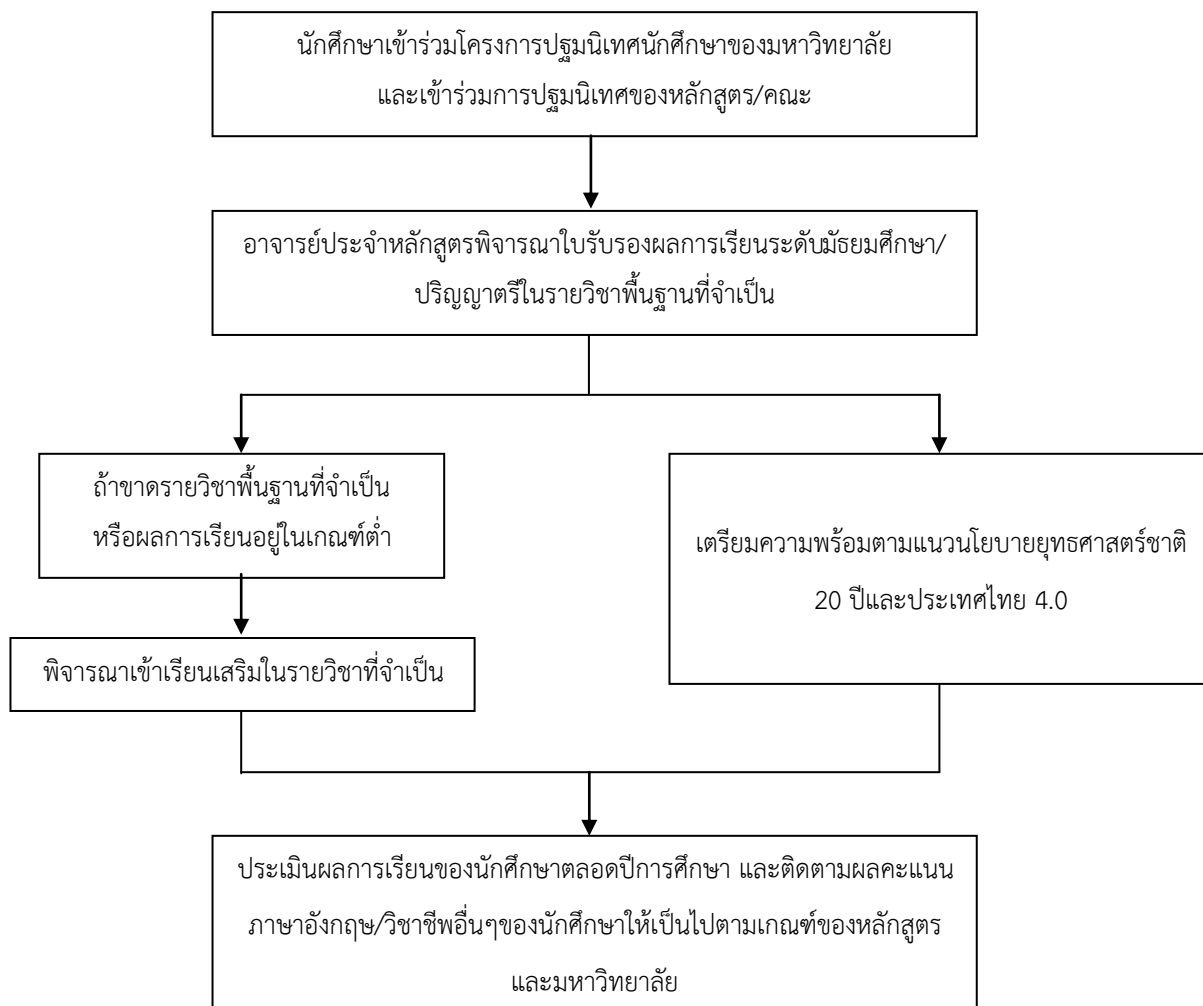 นักศึกษาเข้าร่วมโครงการปฐมนิเทศนักศึกษาของมหาวิทยาลัย
และเข้าร่วมการปฐมนิเทศของหลักสูตร/คณะ
อาจารย์ประจำหลักสูตรพิจารณาใบรับรองผลการเรียนระดับมัธยมศึกษา/
ปริญญาตรีในรายวิชาพื้นฐานที่จำเป็น
ถ้าขาดรายวิชาพื้นฐานที่จำเป็น
หรือผลการเรียนอยู่ในเกณฑ์ต่ำ
พิจารณาเข้าเรียนเสริมในรายวิชาที่จำเป็น
เตรียมความพร้อมตามแนวนโยบายยุทธศาสตร์ชาติ
20 ปีและประเทศไทย 4.0
ประเมินผลการเรียนของนักศึกษาตลอดปีการศึกษา และติดตามผลคะแนน
ภาษาอังกฤษ/วิชาชีพอื่นๆของนักศึกษาให้เป็นไปตามเกณฑ์ของหลักสูตร
และมหาวิทยาลัย